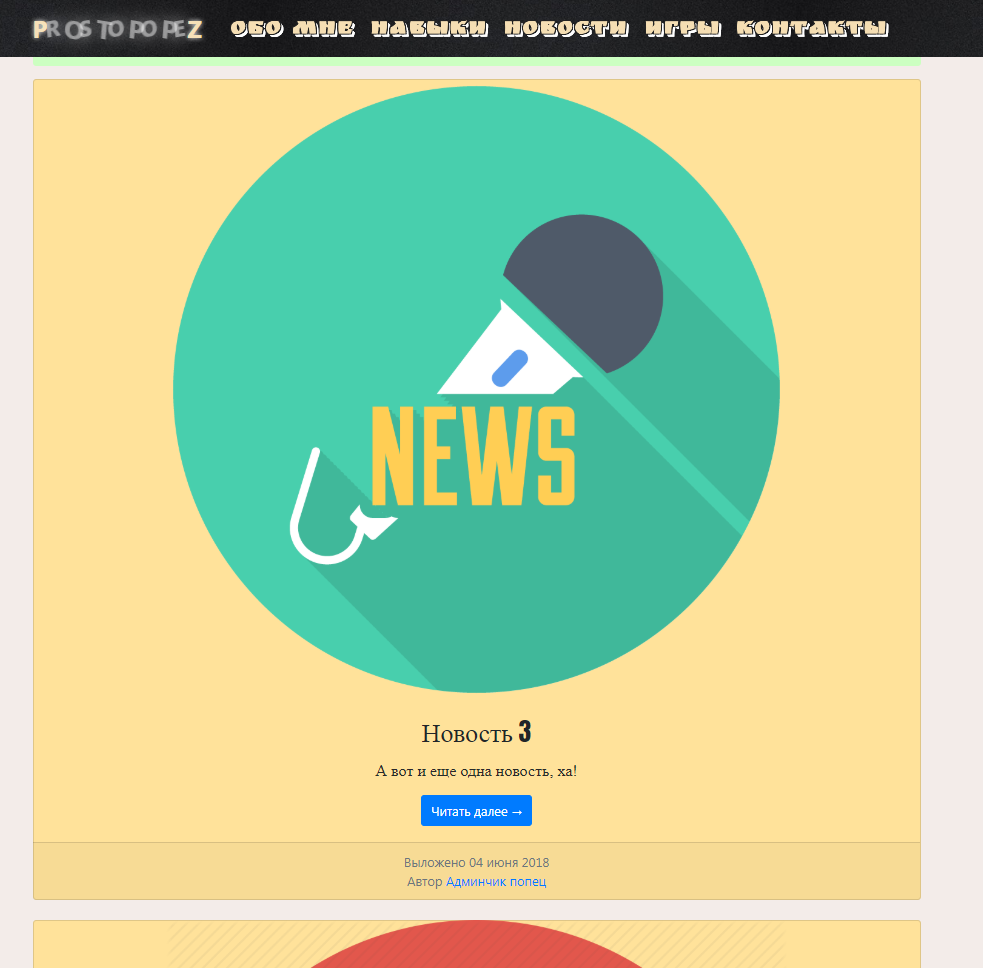 PROSTOPOPEZ ОБО МНЕ НАВЫКИ НОВОСТИ ИГРЫ КОНТАКТЫ
NEWS
Новость 3
А вот и еще одна новость, ха!
Читать далее →
Выложено 04 июня 2018
Автор Админчик попец